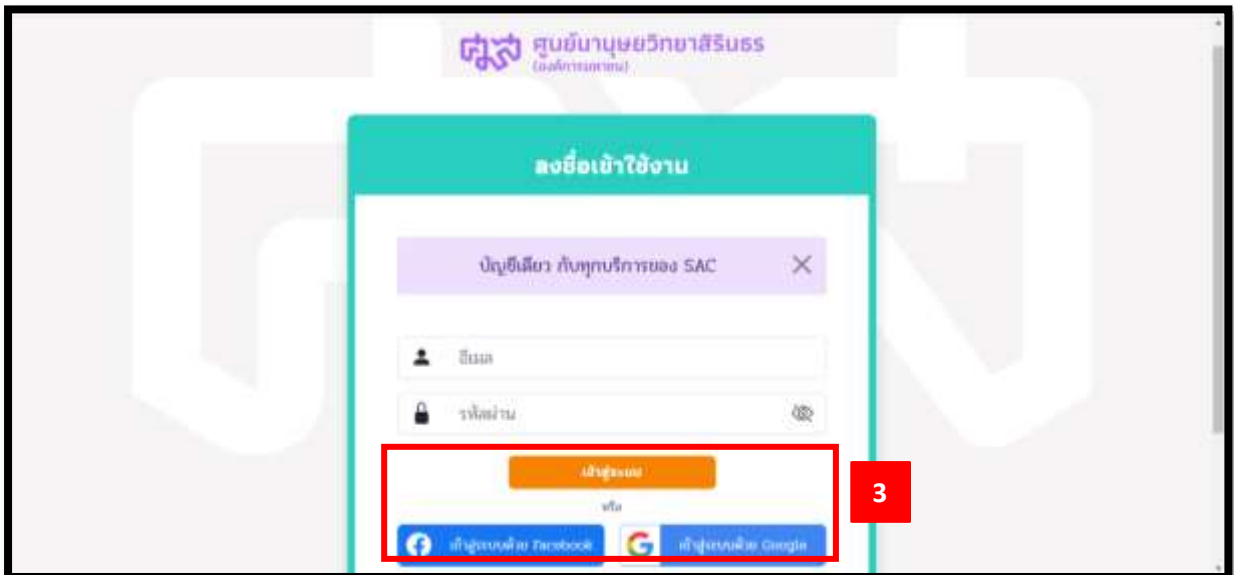 ศูนย์มานุษยวิทยาสิรินธร
(องค์การมหาชน)
ลงชื่อเข้าใช้งาน
บัญชีเดียว กับทุกบริการของ SAC
อีเมล
รหัสผ่าน
เข้าสู่ระบบ
หรือ
3
เข้าสู่ระบบด้วย Facebook
เข้าสู่ระบบด้วย Google